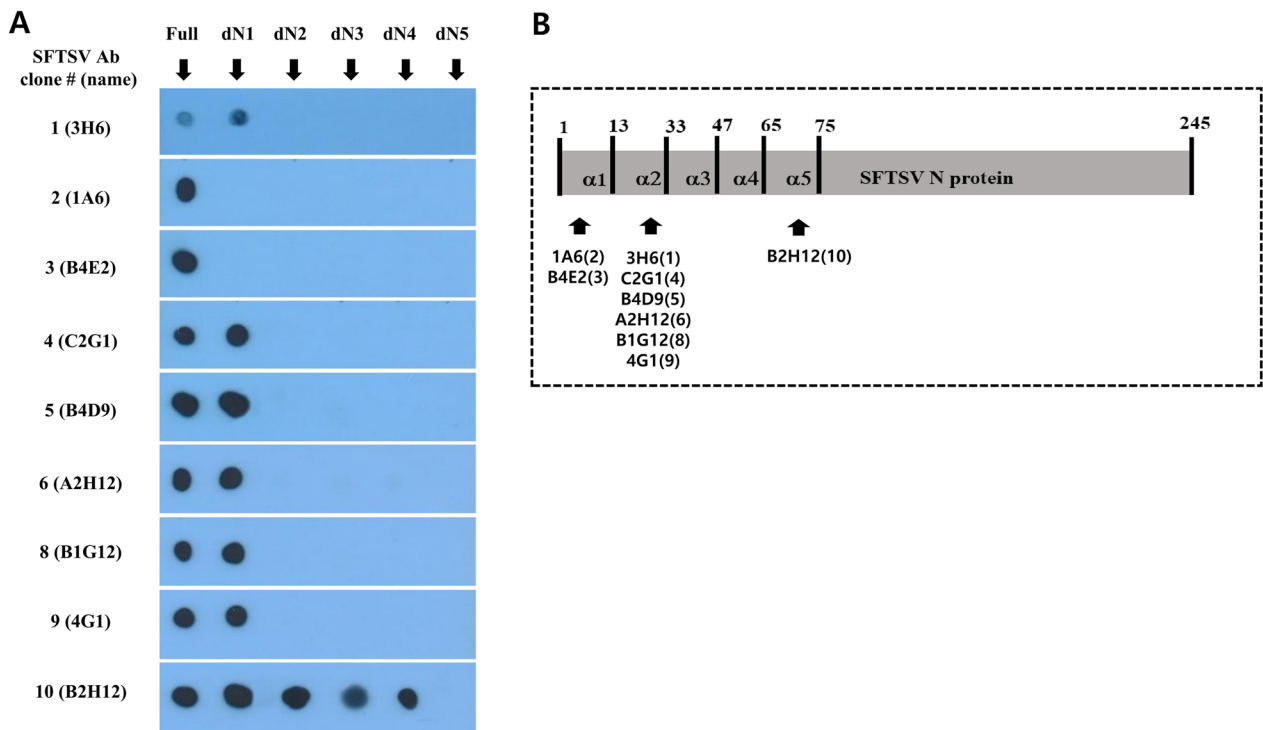 A
Full dN1 dN2 dN3 dN4 dN5
SFTSV Ab
clone # (name)
1 (3H6)
2 (1A6)
3 (B4E2)
4 (C2G1)
5 (B4D9)
6 (A2H12)
8 (B1G12)
9 (4G1)
10 (B2H12)
B
1 13 33 47 65 75 245
α1 α2 α3 α4 α5 SFTSV N protein
1A6(2)
B4E2(3)
3H6(1)
C2G1(4)
B4D9(5)
A2H12(6)
B1G12(8)
4G1(9)
B2H12(10)